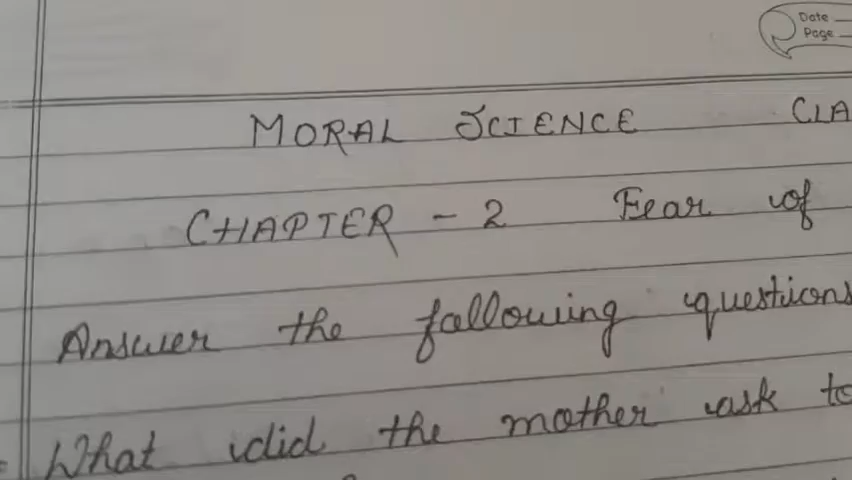 Date
Page
MORAL SCIENCE CLA
CHAPTER - 2 Fear of
Answer the following questions
What did the mother ask to